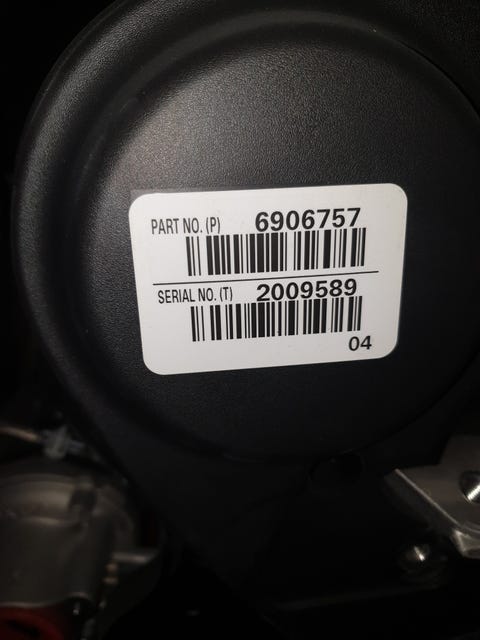 PART NO. (P) 6906757
SERIAL NO. (T) 2009589
04